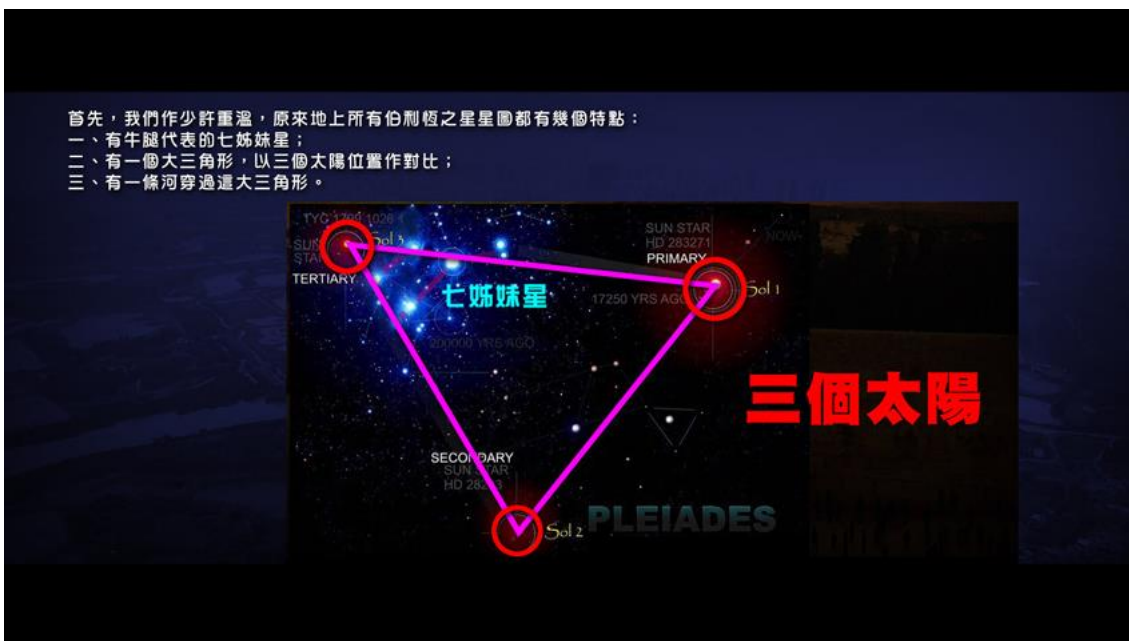 首先，我們作少許重溫，原來地上所有伯利恆之星星圖都有幾個特點：
一、有牛腿代表的七姊妹星；
二、有一個大三角形，以三個太陽位置作對比；
三、有一條河穿過這大三角形。
TYC 1799 1026
Sol 3
TERTIARY
七姊妹星
SUN STAR
HD 283271
PRIMARY
NOW
Sol 1
17250 YRS AGO
200000 YRS AGO
三個太陽
SECONDARY
SUN STAR
Sol 2
PLEIADES